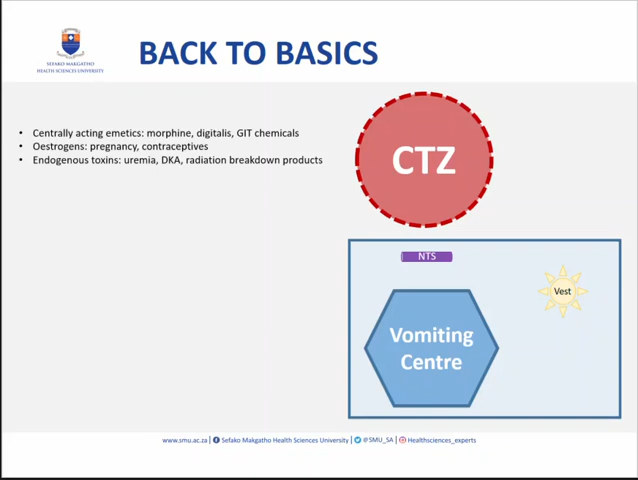 SEFAKO MAKGATHO
HEALTH SCIENCES UNIVERSITY
BACK TO BASICS
• Centrally acting emetics: morphine, digitalis, GIT chemicals
• Oestrogens: pregnancy, contraceptives
• Endogenous toxins: uremia, DKA, radiation breakdown products
CTZ
NTS
Vest
Vomiting
Centre
www.smu.ac.za | Sefako Makgatho Health Sciences University | @SMU_SA | Healthsciences_experts